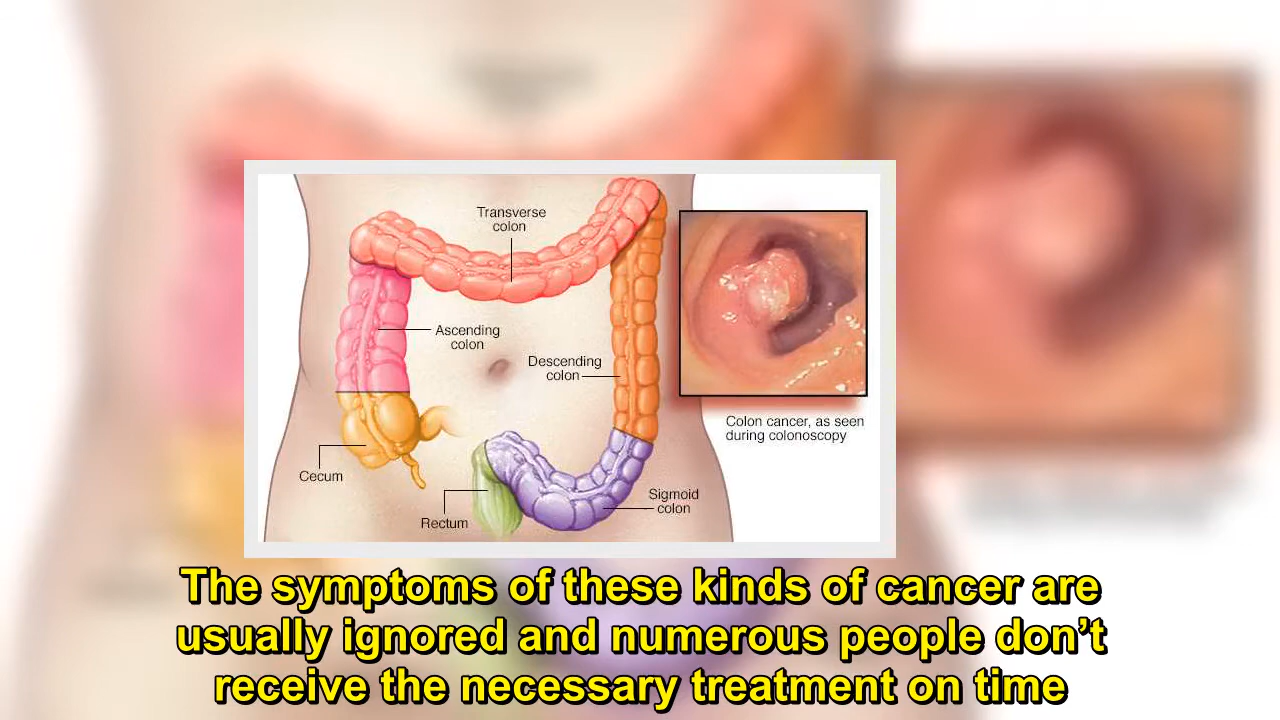 Transverse
colon
Ascending
colon
Descending
colon
Colon cancer, as seen
during colonoscopy
Cecum
Sigmoid
colon
Rectum
The symptoms of these kinds of cancer are
usually ignored and numerous people don’t
receive the necessary treatment on time